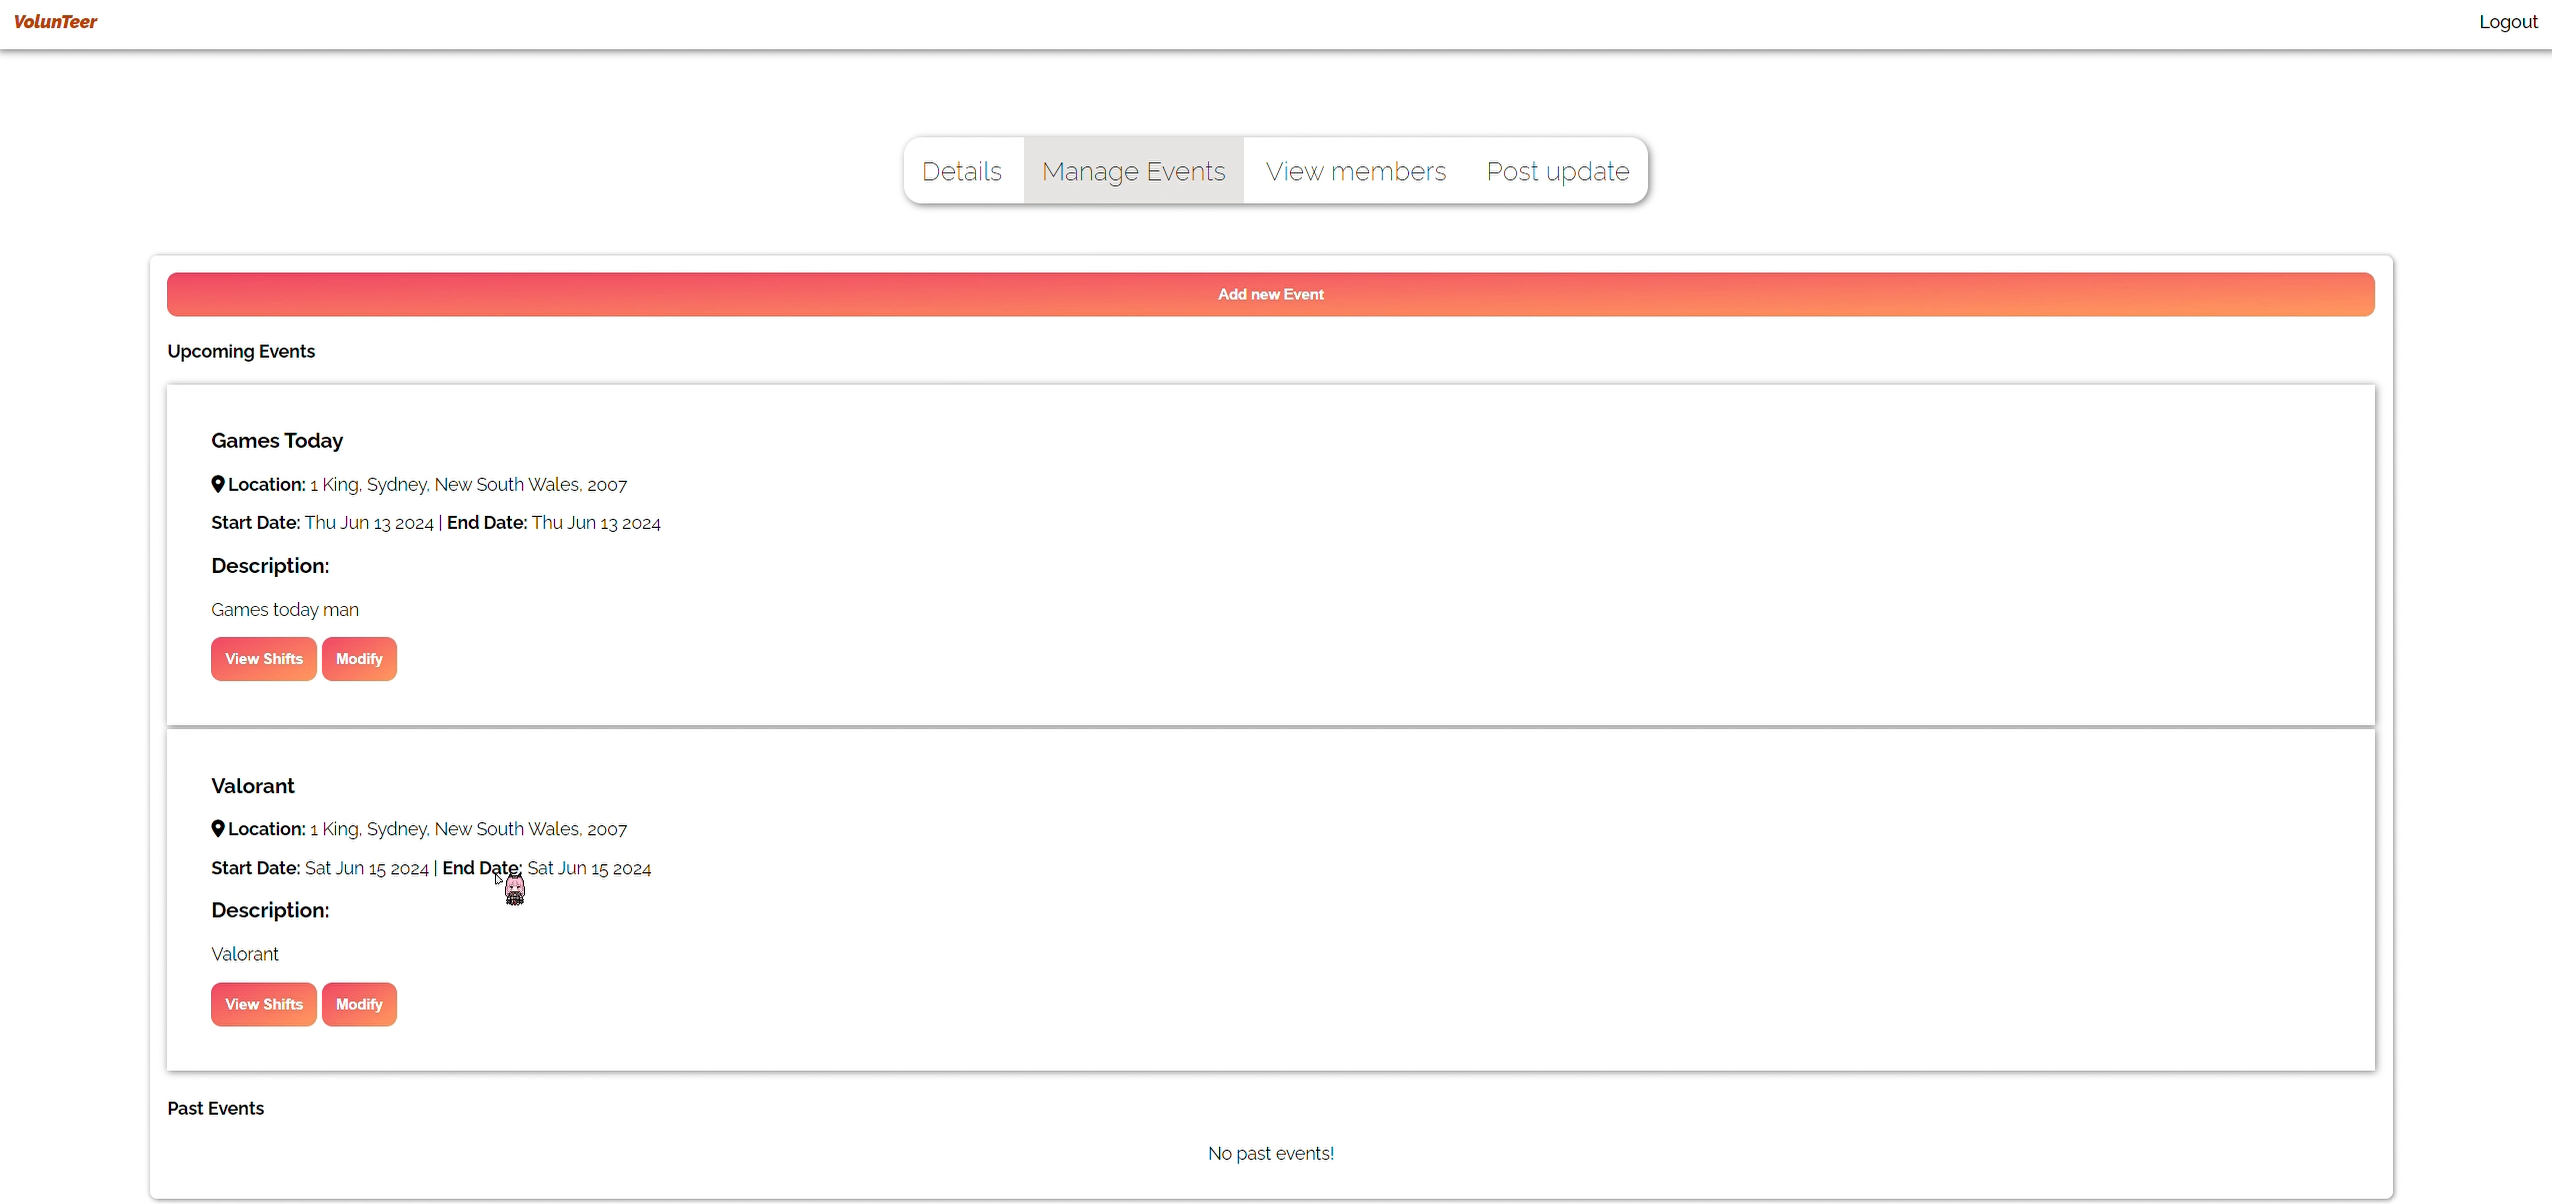 VolunTeer Logout
Details Manage Events View members Post update
Add new Event
Upcoming Events
Games Today
Location: 1 King, Sydney, New South Wales, 2007
Start Date: Thu Jun 13 2024 | End Date: Thu Jun 13 2024
Description:
Games today man
View Shifts Modify
Valorant
Location: 1 King, Sydney, New South Wales, 2007
Start Date: Sat Jun 15 2024 | End Date: Sat Jun 15 2024
Description:
Valorant
View Shifts Modify
Past Events
No past events!